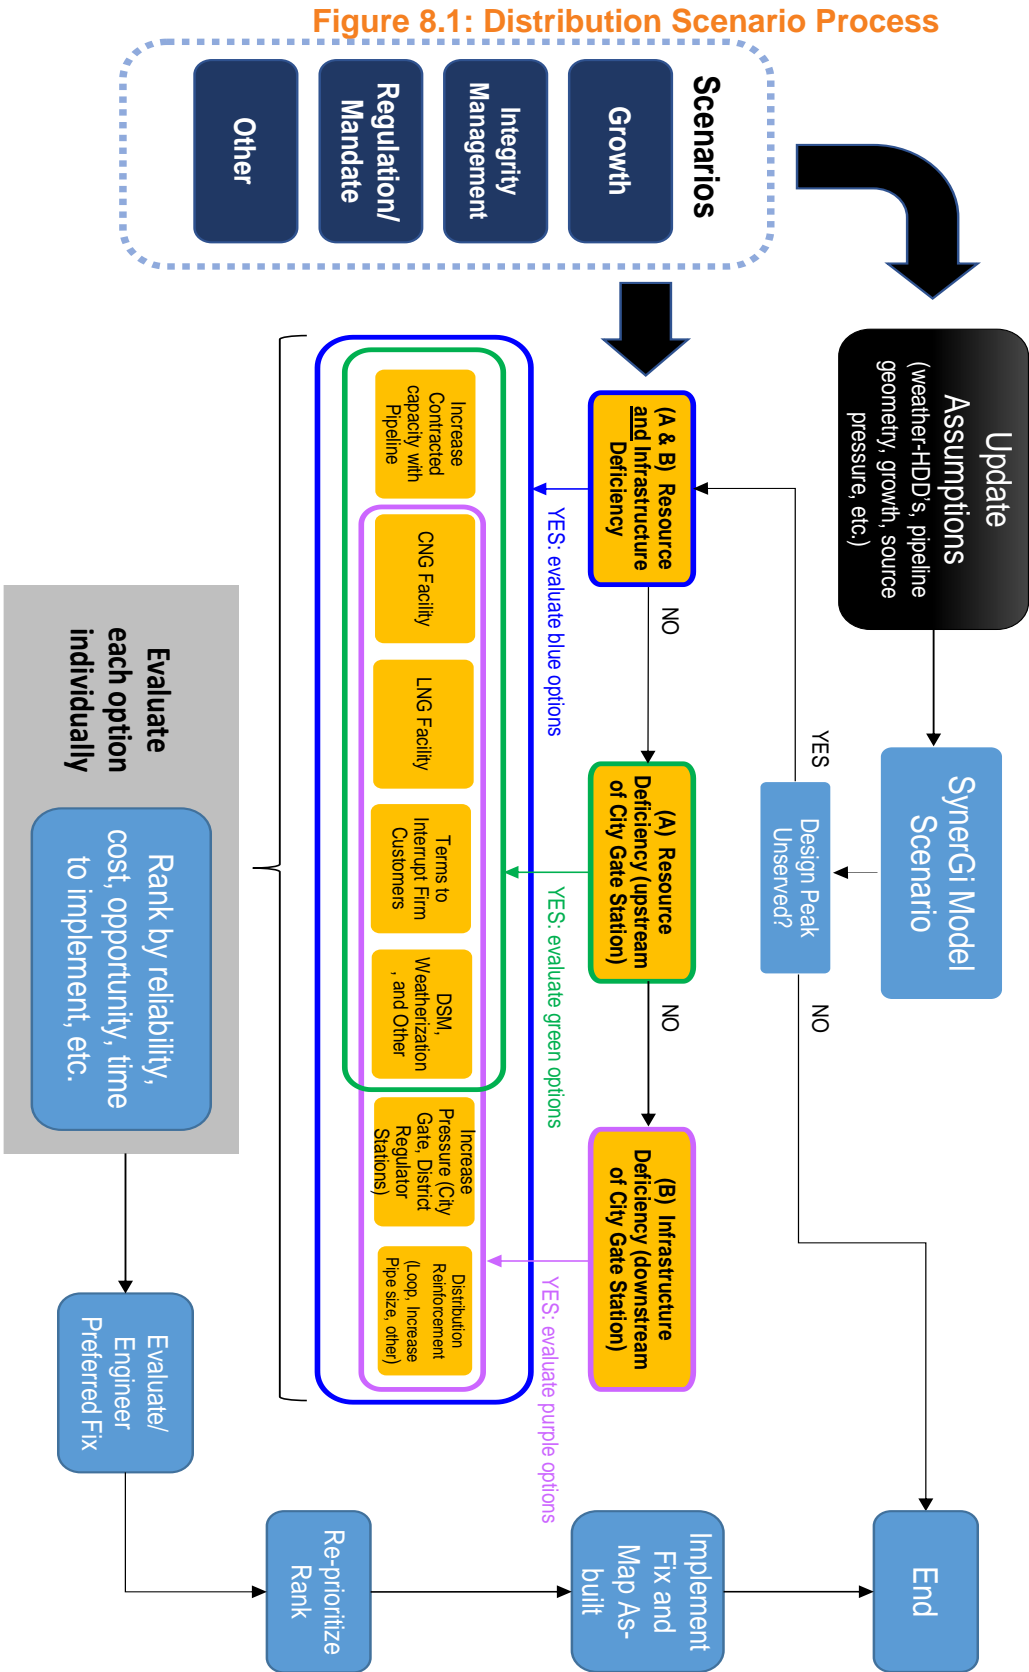 Figure 8.1: Distribution Scenario Process
Scenarios
Growth
Integrity
Management
Regulation/
Mandate
Other
Update
Assumptions
(weather-HDD's, pipeline
geometry, growth, source
pressure, etc.)
SynerGi Model
Scenario
Design Peak
Unserved?
YES
NO
End
(A & B) Resource
and Infrastructure
Deficiency
NO
(A) Resource
Deficiency (upstream
of City Gate Station)
NO
(B) Infrastructure
Deficiency (downstream
of City Gate Station)
YES: evaluate blue options
YES: evaluate green options
YES: evaluate purple options
Increase
Contracted
capacity with
Pipeline
CNG Facility
LNG Facility
Terms to
Interrupt Firm
Customers
DSM,
Weatherization
, and Other
Increase
Pressure (City
Gate, District
Regulator
Stations)
Distribution
Reinforcement
(Loop, Increase
Pipe size, other)
Evaluate
each option
individually
Rank by reliability,
cost, opportunity, time
to implement, etc.
Evaluate/
Engineer
Preferred Fix
Re-prioritize
Rank
Implement
Fix and
Map As-
built